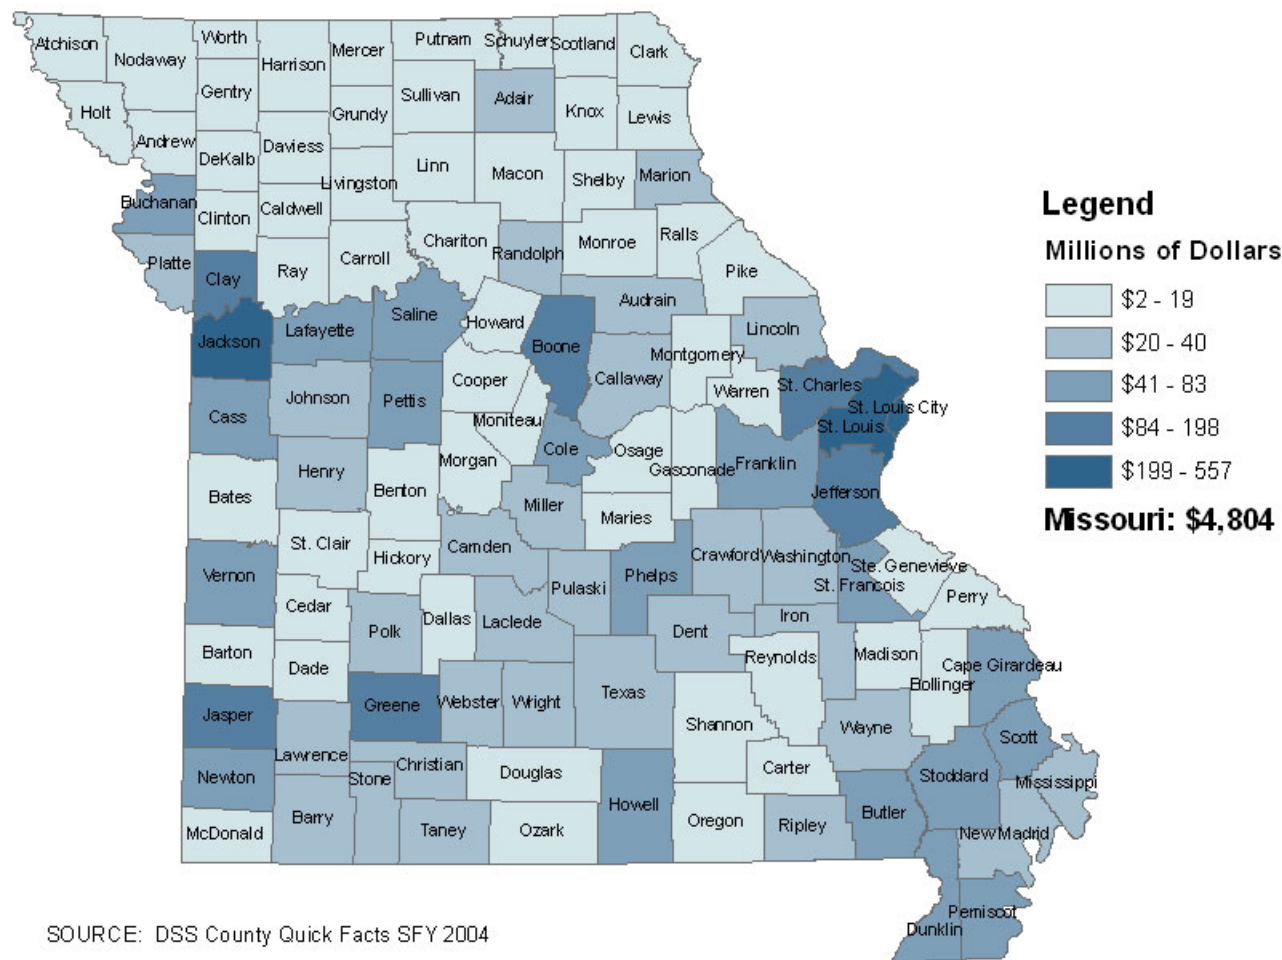 Atchison
Nodaway
Worth
Harrison
Mercer
Putnam
Schuyler
Scotland
Clark
Holt
Gentry
Grundy
Sullivan
Adair
Knox
Lewis
Andrew
DeKalb
Daviess
Livingston
Linn
Macon
Shelby
Marion
Buchanan
Clinton
Caldwell
Platte
Clay
Ray
Carroll
Chariton
Randolph
Monroe
Ralls
Pike
Jackson
Lafayette
Saline
Howard
Boone
Audrain
Lincoln
Cass
Johnson
Pettis
Cooper
Moniteau
Callaway
Montgomery
Warren
St. Charles
St. Louis City
St. Louis
Bates
Henry
Benton
Morgan
Cole
Osage
Gasconade
Franklin
Jefferson
Miller
Maries
Vernon
St. Clair
Hickory
Camden
Pulaski
Phelps
Crawford
Washington
Ste. Genevieve
St. Francois
Perry
Barton
Cedar
Polk
Dallas
Laclede
Dent
Iron
Reynolds
Madison
Bollinger
Cape Girardeau
Dade
Jasper
Greene
Webster
Wright
Texas
Shannon
Wayne
Scott
Lawrence
Newton
Stone
Christian
Douglas
Howell
Carter
Butler
Stoddard
Mississippi
McDonald
Barry
Taney
Ozark
Oregon
Ripley
New Madrid
Dunklin
Pemiscot
Legend
Millions of Dollars
$2 - 19
$20 - 40
$41 - 83
$84 - 198
$199 - 557
Missouri: $4,804
SOURCE: DSS County Quick Facts SFY 2004